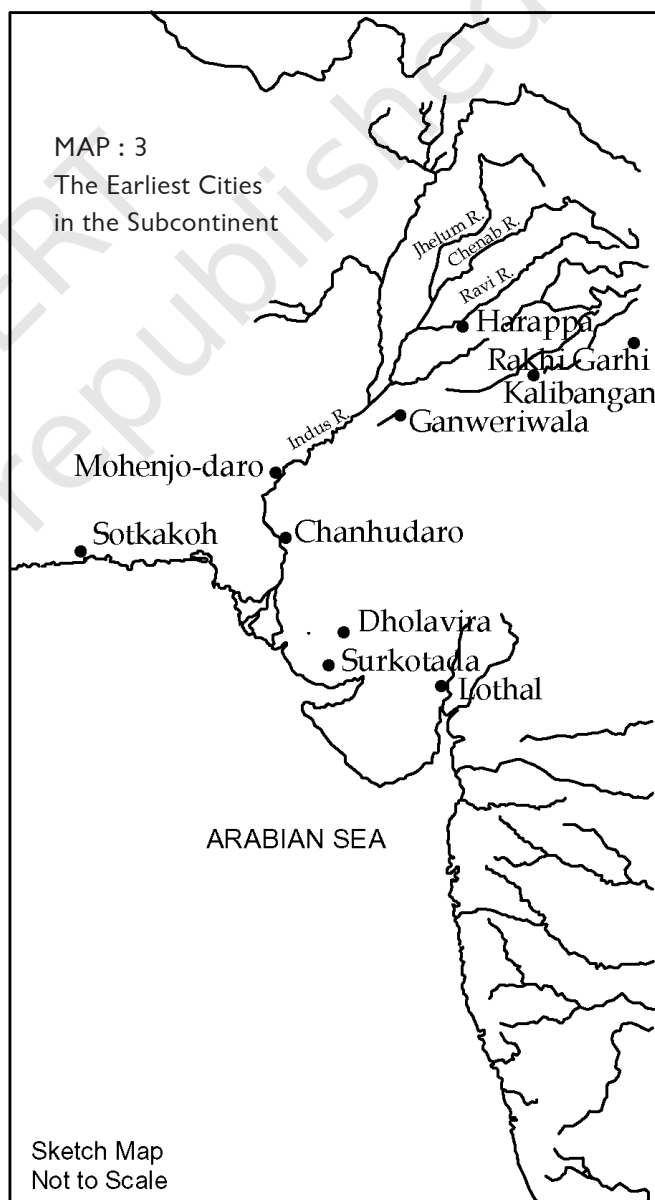 MAP : 3
The Earliest Cities
in the Subcontinent
Jhelum R.
Chenab R.
Ravi R.
Harappa
Rakhi Garhi
Kalibangan
Ganweriwala
Indus R.
Mohenjo-daro
Sotkakoh
Chanhudaro
Dholavira
Surkotada
Lothal
ARABIAN SEA
Sketch Map
Not to Scale
republished